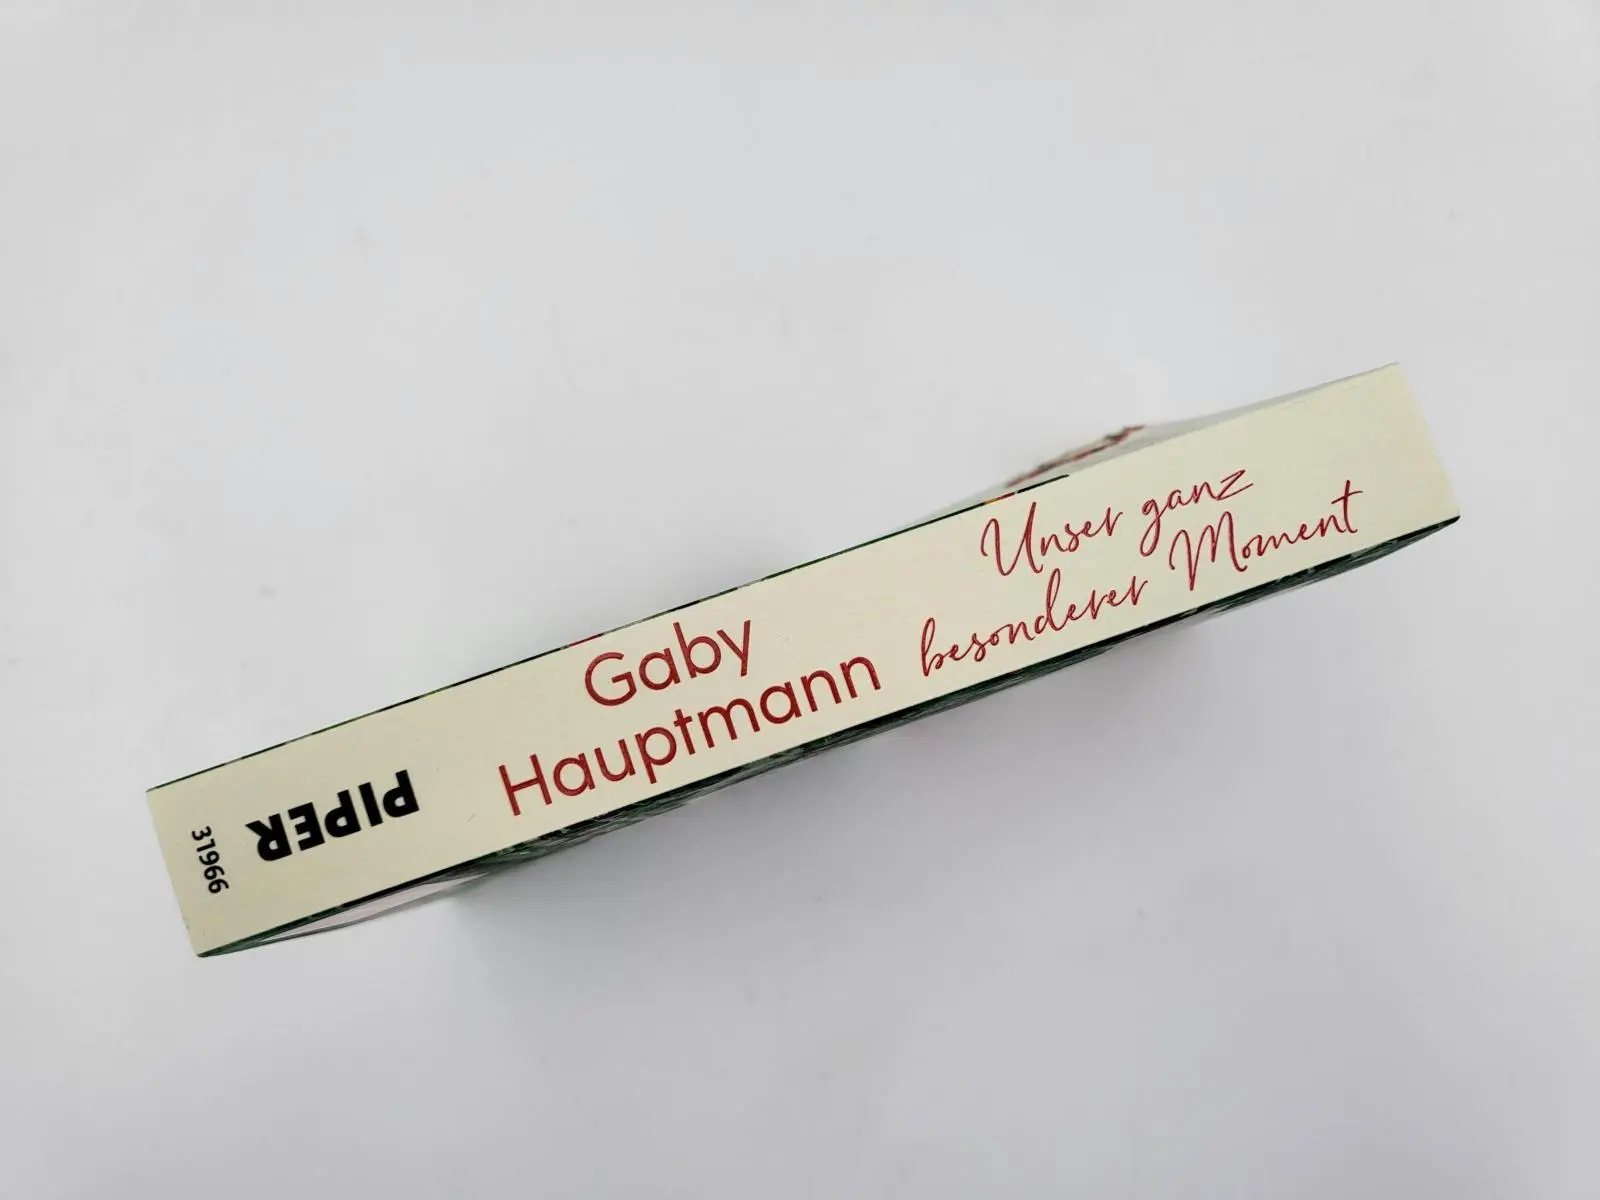 Gaby
Hauptmann
Unser ganz
besonderer Moment
PIPER
31966